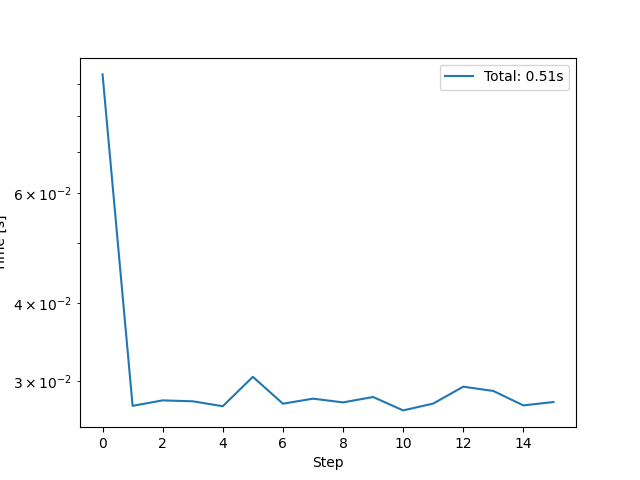 Total: 0.51s
Time [s]
6 × 10⁻²
4 × 10⁻²
3 × 10⁻²
0 2 4 6 8 10 12 14
Step